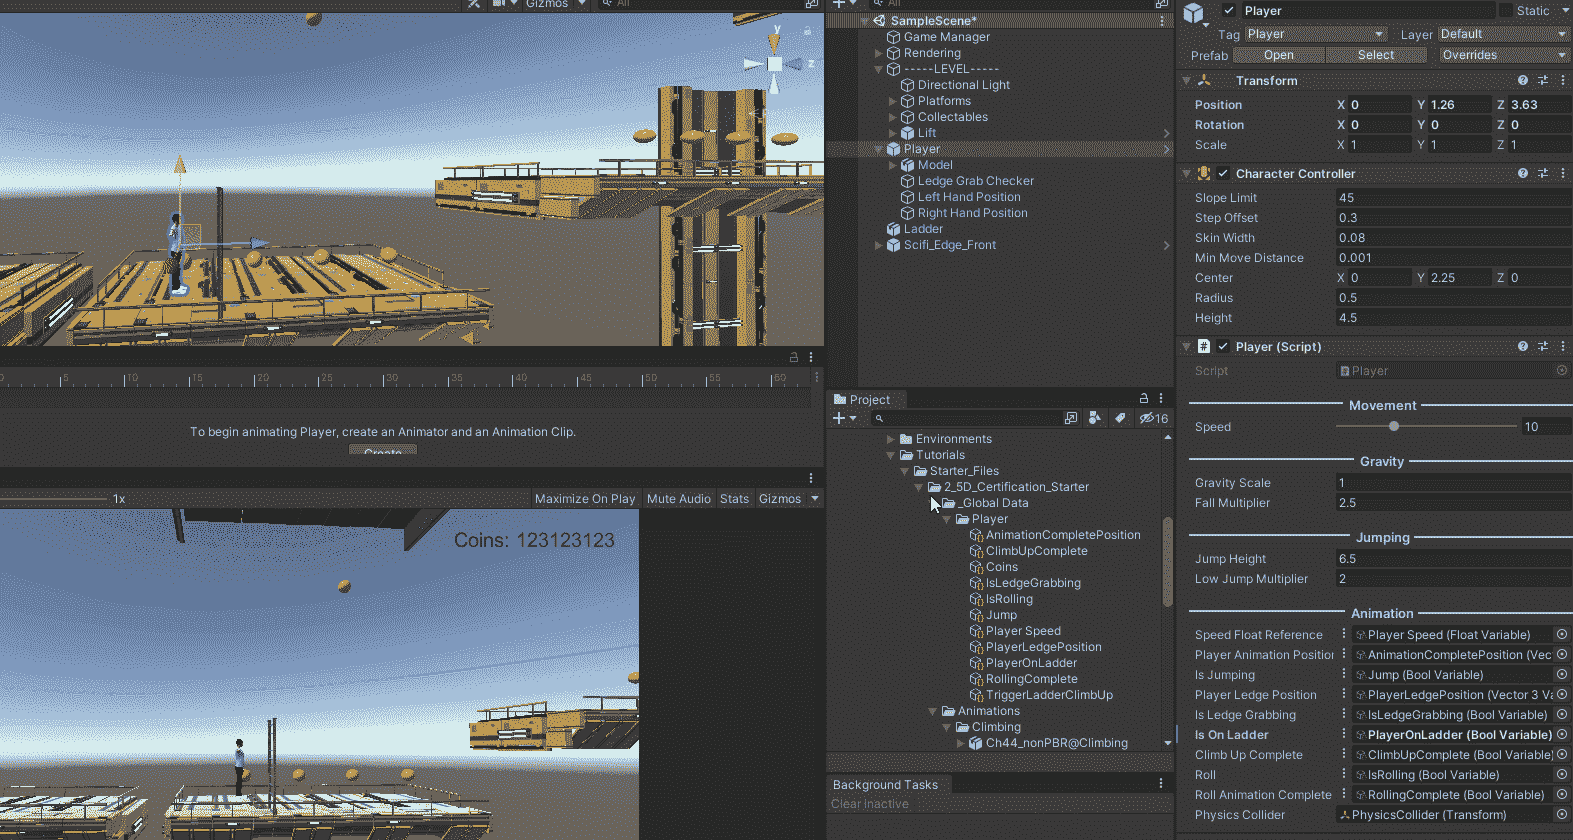 Gizmos
All
y
z
0
5
10
15
20
25
30
35
40
45
50
55
60
To begin animating Player, create an Animator and an Animation Clip.
Create
1x
Maximize On Play
Mute Audio
Stats
Gizmos
Coins: 123123123
All
SampleScene*
Game Manager
Rendering
-----LEVEL-----
Directional Light
Platforms
Collectables
Lift
Player
Model
Ledge Grab Checker
Left Hand Position
Right Hand Position
Ladder
Scifi_Edge_Front
Project
16
Environments
Tutorials
Starter_Files
2_5D_Certification_Starter
_Global Data
Player
AnimationCompletePosition
ClimbUpComplete
Coins
IsLedgeGrabbing
IsRolling
Jump
Player Speed
PlayerLedgePosition
PlayerOnLadder
RollingComplete
TriggerLadderClimbUp
Animations
Climbing
Ch44_nonPBR@Climbing
Background Tasks
Clear inactive
Player
Static
Tag Player
Layer Default
Prefab Open Select Overrides
Transform
Position X 0 Y 1.26 Z 3.63
Rotation X 0 Y 0 Z 0
Scale X 1 Y 1 Z 1
Character Controller
Slope Limit 45
Step Offset 0.3
Skin Width 0.08
Min Move Distance 0.001
Center X 0 Y 2.25 Z 0
Radius 0.5
Height 4.5
# Player (Script)
Script Player
Movement
Speed 10
Gravity
Gravity Scale 1
Fall Multiplier 2.5
Jumping
Jump Height 6.5
Low Jump Multiplier 2
Animation
Speed Float Reference Player Speed (Float Variable)
Player Animation Position AnimationCompletePosition (Vec
Is Jumping Jump (Bool Variable)
Player Ledge Position PlayerLedgePosition (Vector 3 Va
Is Ledge Grabbing IsLedgeGrabbing (Bool Variable)
Is On Ladder PlayerOnLadder (Bool Variable)
Climb Up Complete ClimbUpComplete (Bool Variable)
Roll IsRolling (Bool Variable)
Roll Animation Complete RollingComplete (Bool Variable)
Physics Collider PhysicsCollider (Transform)